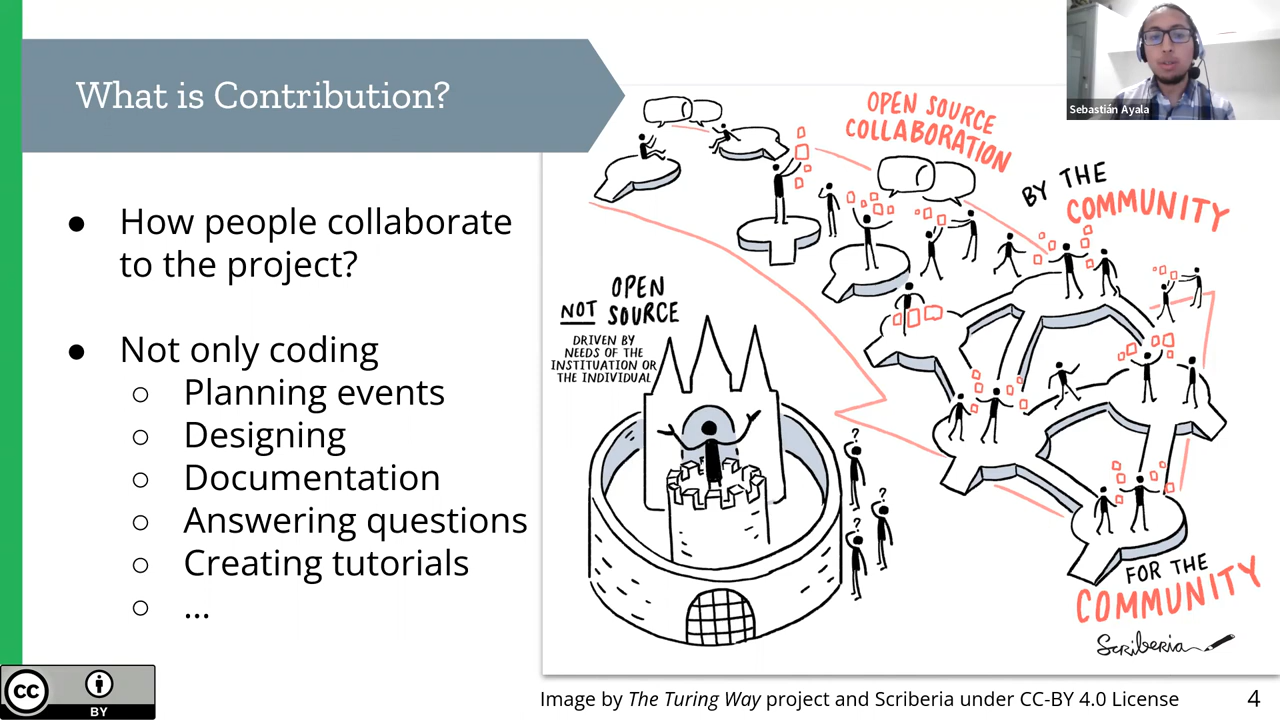 What is Contribution?
Sebastián Ayala
● How people collaborate
to the project?
● Not only coding
○ Planning events
○ Designing
○ Documentation
○ Answering questions
○ Creating tutorials
○ ...
OPEN SOURCE
COLLABORATION
BY THE
COMMUNITY
NOT OPEN
SOURCE
DRIVEN BY
NEEDS OF THE
INSTITUATION OR
THE INDIVIDUAL
?
?
?
FOR THE
COMMUNITY
Scriberia
cc
BY
Image by The Turing Way project and Scriberia under CC-BY 4.0 License
4